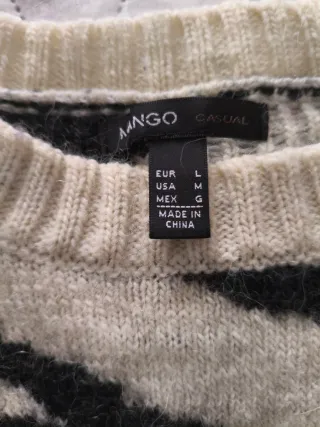 MNGO CASUAL
EUR L
USA M
MEX G
MADE IN
CHINA